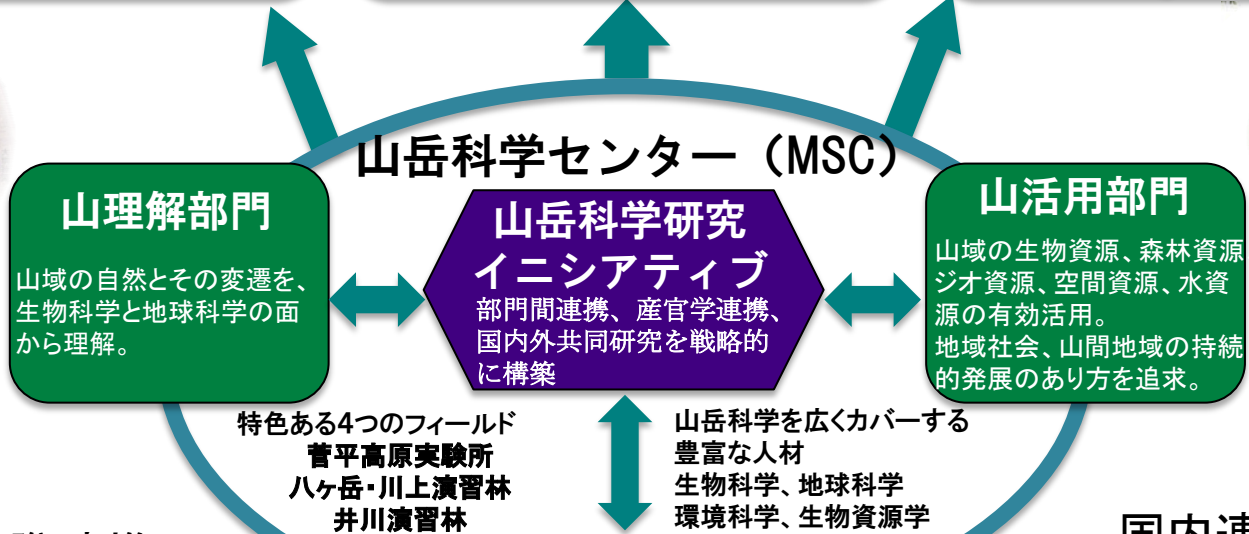 山岳科学センター（MSC）
山理解部門
山域の自然とその変遷を、
生物科学と地球科学の面
から理解。
山岳科学研究
イニシアティブ
部門間連携、産官学連携、
国内外共同研究を戦略的
に構築
山活用部門
山域の生物資源、森林資源
ジオ資源、空間資源、水資
源の有効活用。
地域社会、山間地域の持続
的発展のあり方を追求。
特色ある4つのフィールド
菅平高原実験所
八ヶ岳・川上演習林
井川演習林
山岳科学を広くカバーする
豊富な人材
生物科学、地球科学
環境科学、生物資源学
国内連